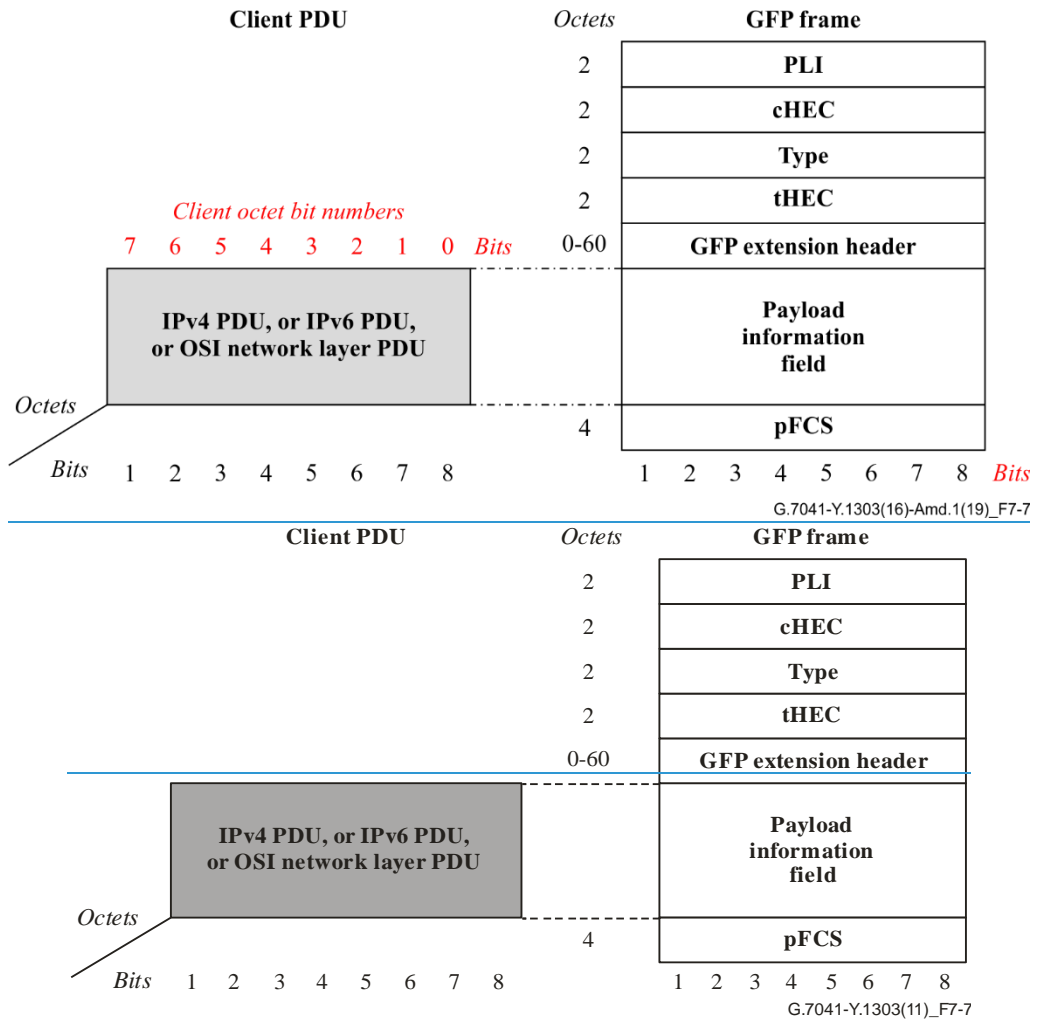 Client PDU Octets GFP frame
2 PLI
2 cHEC
2 Type
2 tHEC
Client octet bit numbers
7 6 5 4 3 2 1 0 Bits
0-60 GFP extension header
IPv4 PDU, or IPv6 PDU,
or OSI network layer PDU
Payload
information
field
Octets
4 pFCS
Bits 1 2 3 4 5 6 7 8
1 2 3 4 5 6 7 8 Bits
G.7041-Y.1303(16)-Amd.1(19)_F7-7
Client PDU Octets GFP frame
2 PLI
2 cHEC
2 Type
2 tHEC
0-60 GFP extension header
IPv4 PDU, or IPv6 PDU,
or OSI network layer PDU
Payload
information
field
Octets
4 pFCS
Bits 1 2 3 4 5 6 7 8
1 2 3 4 5 6 7 8
G.7041-Y.1303(11)_F7-7